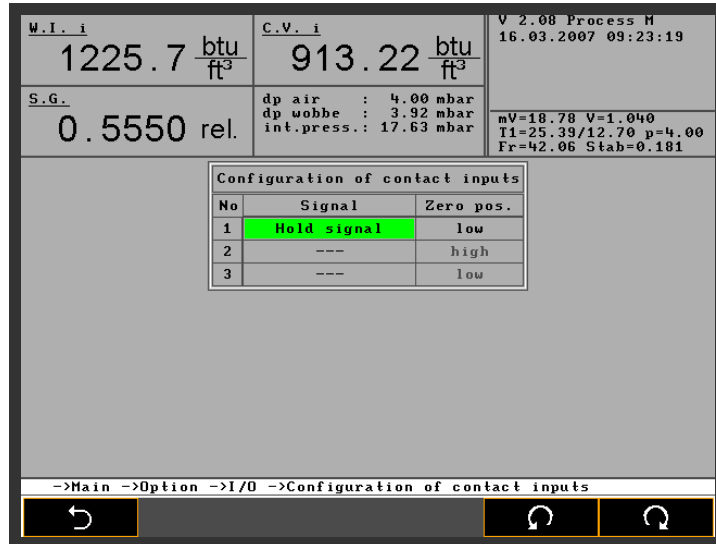 W.I. i
1225.7 btu/ft³
C.V. i
913.22 btu/ft³
V 2.08 Process M
16.03.2007 09:23:19
S.G.
0.5550 rel.
dp air : 4.00 mbar
dp wobbe : 3.92 mbar
int.press.: 17.63 mbar
mV=18.78 V=1.040
T1=25.39/12.70 p=4.00
Fr=42.06 Stab=0.181
Configuration of contact inputs
No Signal Zero pos.
1 Hold signal low
2 --- high
3 --- low
->Main ->Option ->I/O ->Configuration of contact inputs